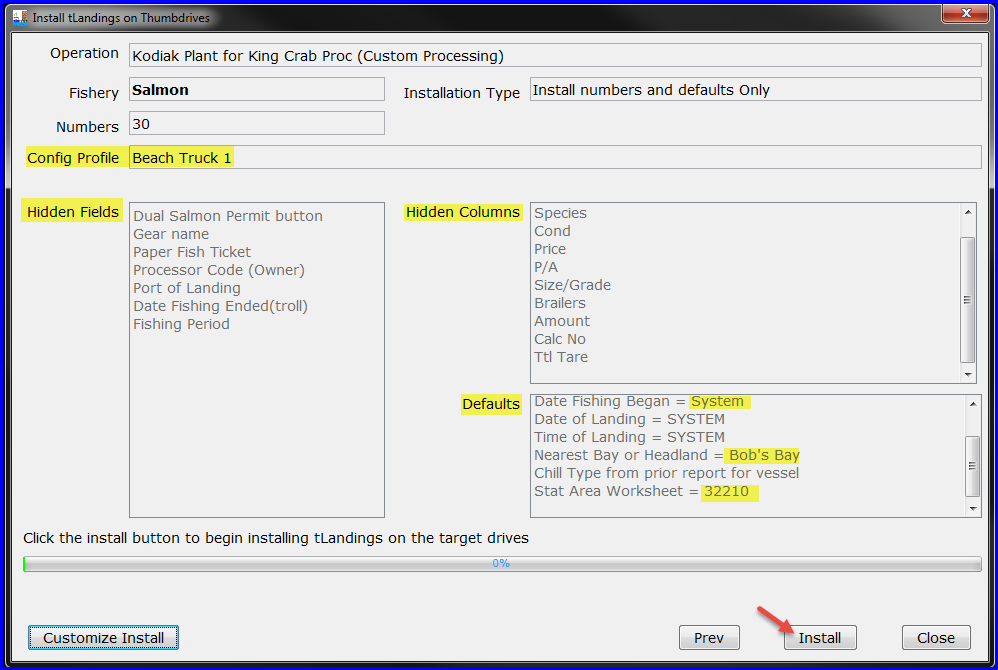 Install tLandings on Thumbdrives
Operation
Kodiak Plant for King Crab Proc (Custom Processing)
Fishery
Salmon
Installation Type
Install numbers and defaults Only
Numbers
30
Config Profile
Beach Truck 1
Hidden Fields
Dual Salmon Permit button
Gear name
Paper Fish Ticket
Processor Code (Owner)
Port of Landing
Date Fishing Ended(troll)
Fishing Period
Hidden Columns
Species
Cond
Price
P/A
Size/Grade
Brailers
Amount
Calc No
Ttl Tare
Defaults
Date Fishing Began = System
Date of Landing = SYSTEM
Time of Landing = SYSTEM
Nearest Bay or Headland = Bob's Bay
Chill Type from prior report for vessel
Stat Area Worksheet = 32210
Click the install button to begin installing tLandings on the target drives
0%
Customize Install
Prev
Install
Close